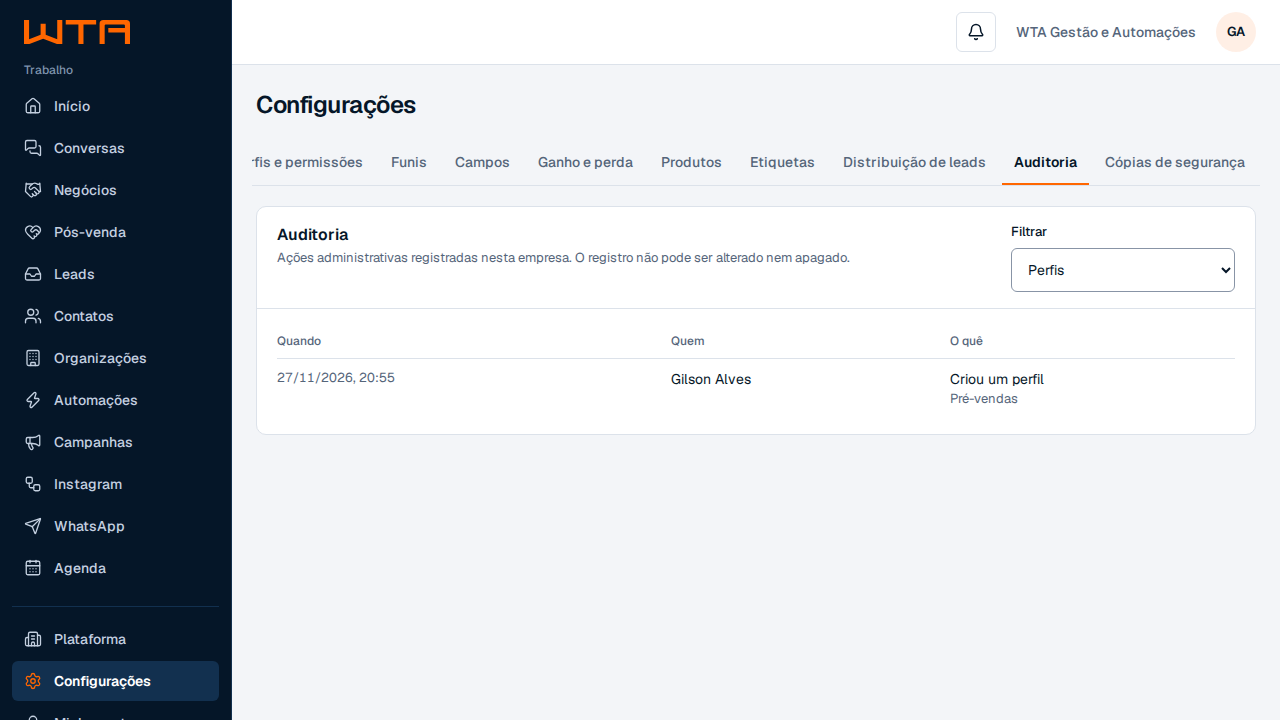 WTA
WTA Gestão e Automações
GA
Trabalho
Início
Conversas
Negócios
Pós-venda
Leads
Contatos
Organizações
Automações
Campanhas
Instagram
WhatsApp
Agenda
Plataforma
Configurações
Configurações
fis e permissões
Funis
Campos
Ganho e perda
Produtos
Etiquetas
Distribuição de leads
Auditoria
Cópias de segurança
Auditoria
Ações administrativas registradas nesta empresa. O registro não pode ser alterado nem apagado.
Filtrar
Perfis
Quando
Quem
O quê
27/11/2026, 20:55
Gilson Alves
Criou um perfil
Pré-vendas